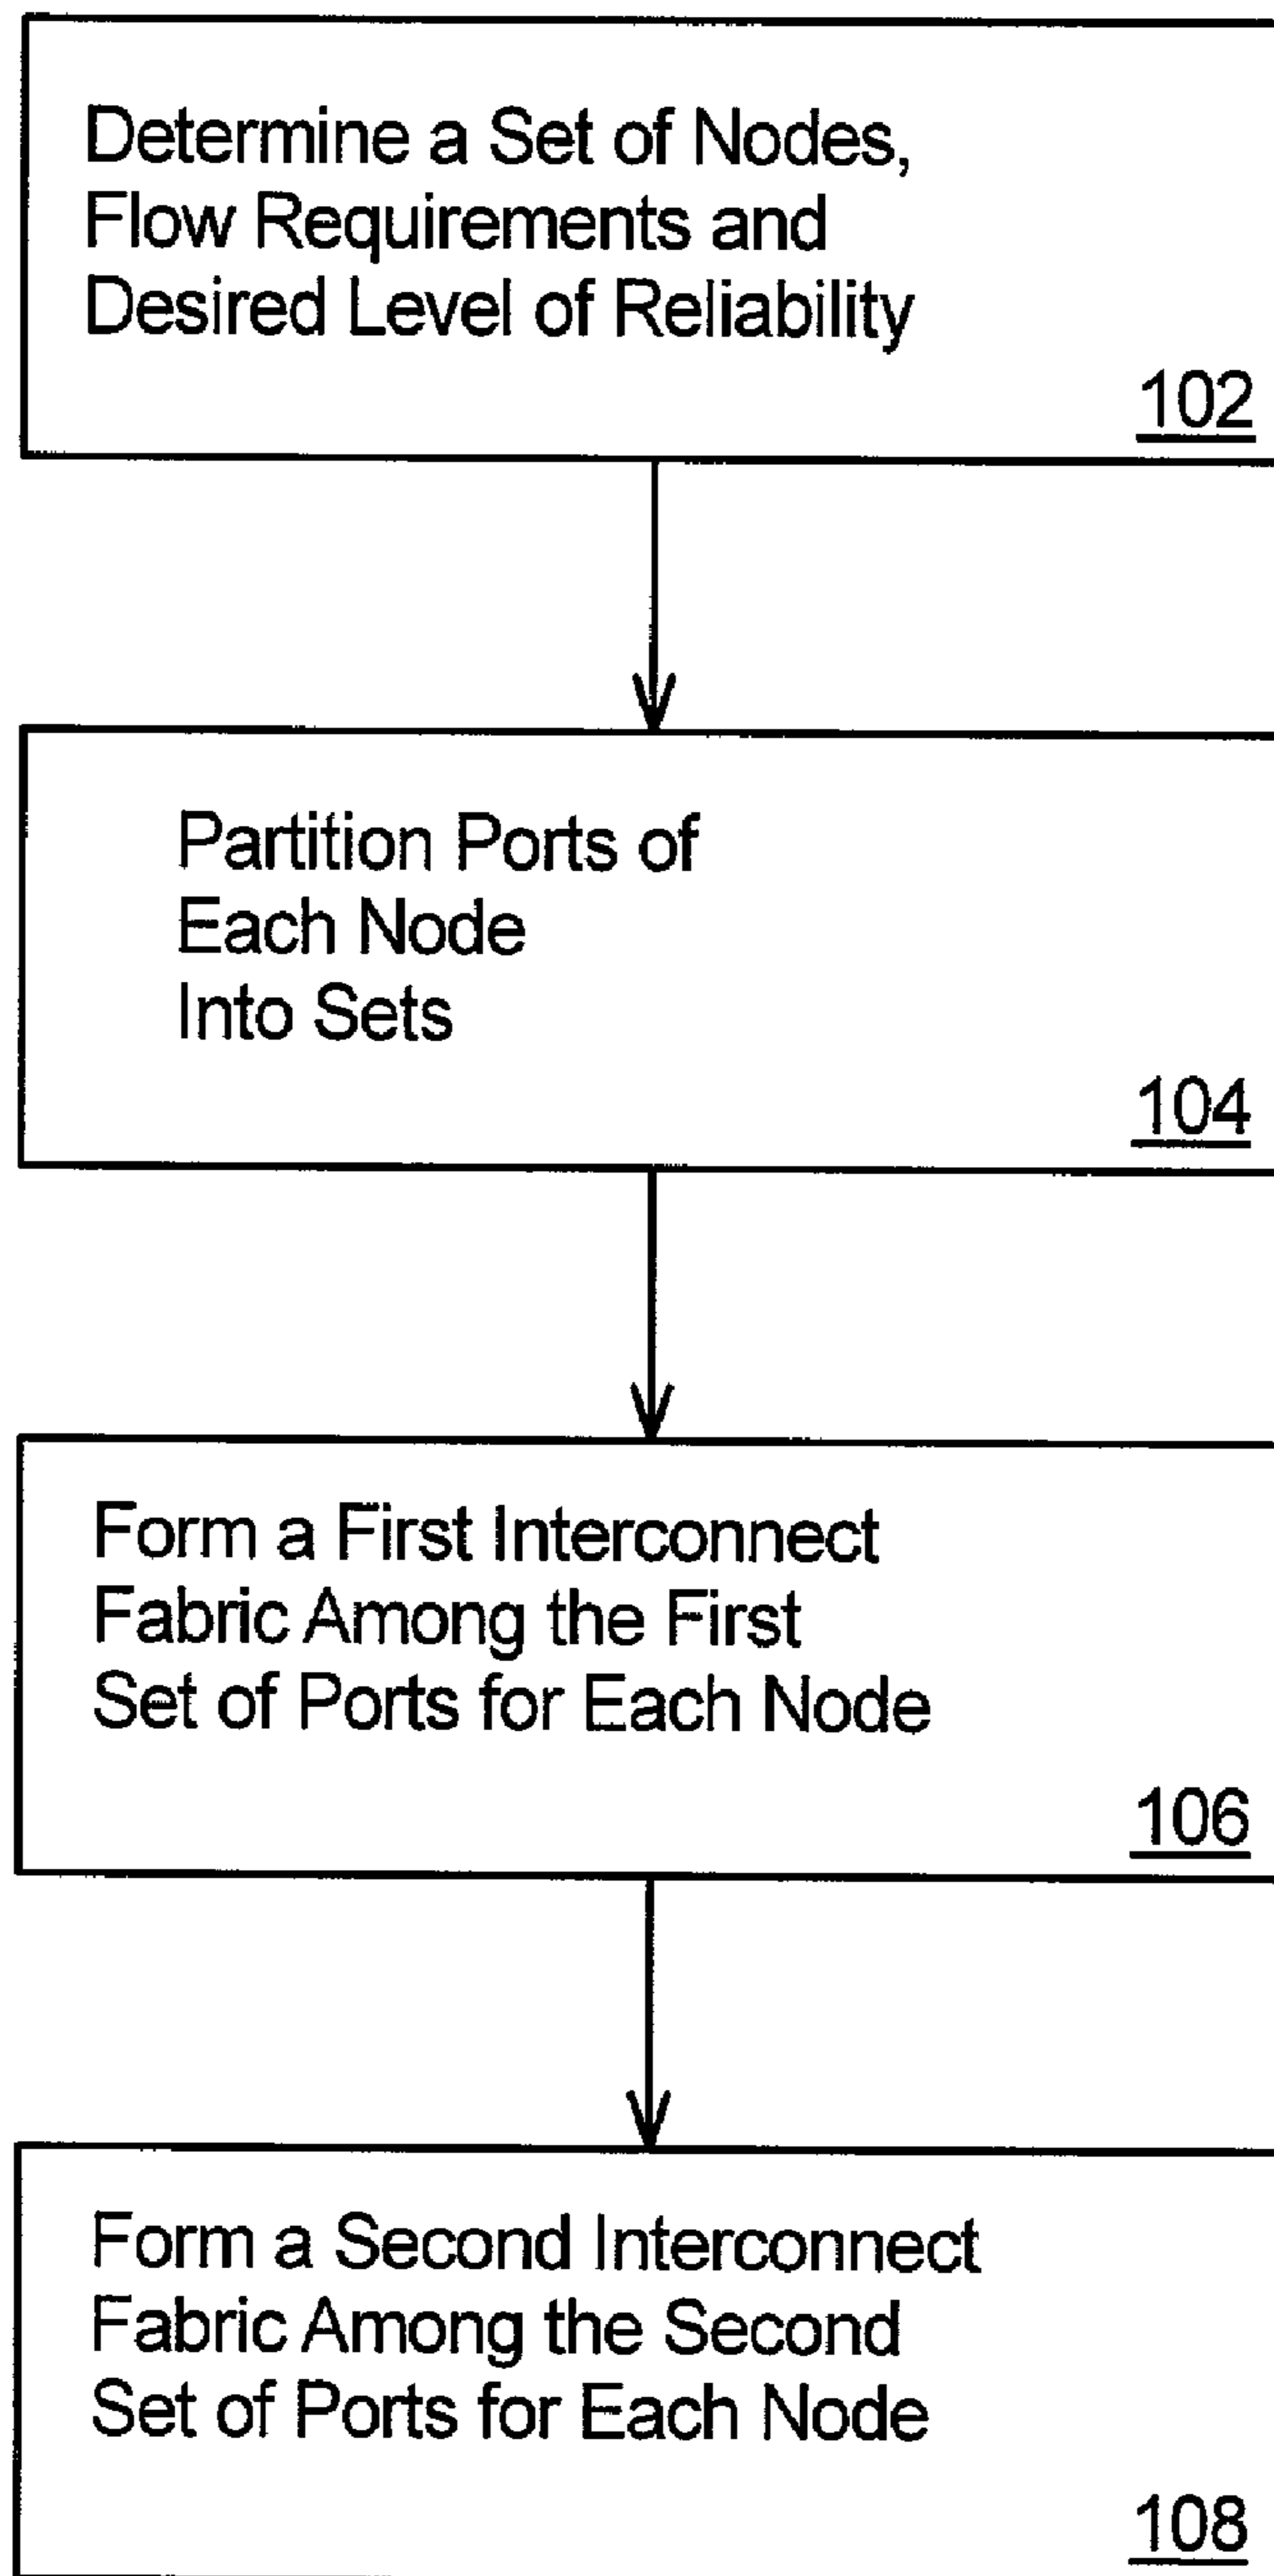 Determine a Set of Nodes,
Flow Requirements and
Desired Level of Reliability
102
Partition Ports of
Each Node
Into Sets
104
Form a First Interconnect
Fabric Among the First
Set of Ports for Each Node
106
Form a Second Interconnect
Fabric Among the Second
Set of Ports for Each Node
108